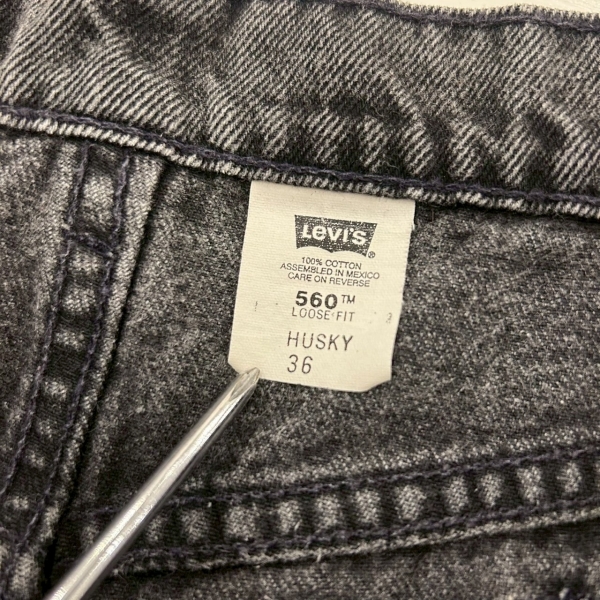 Levi's ®
100% COTTON
ASSEMBLED IN MEXICO
CARE ON REVERSE
560™
LOOSE FIT
HUSKY
36